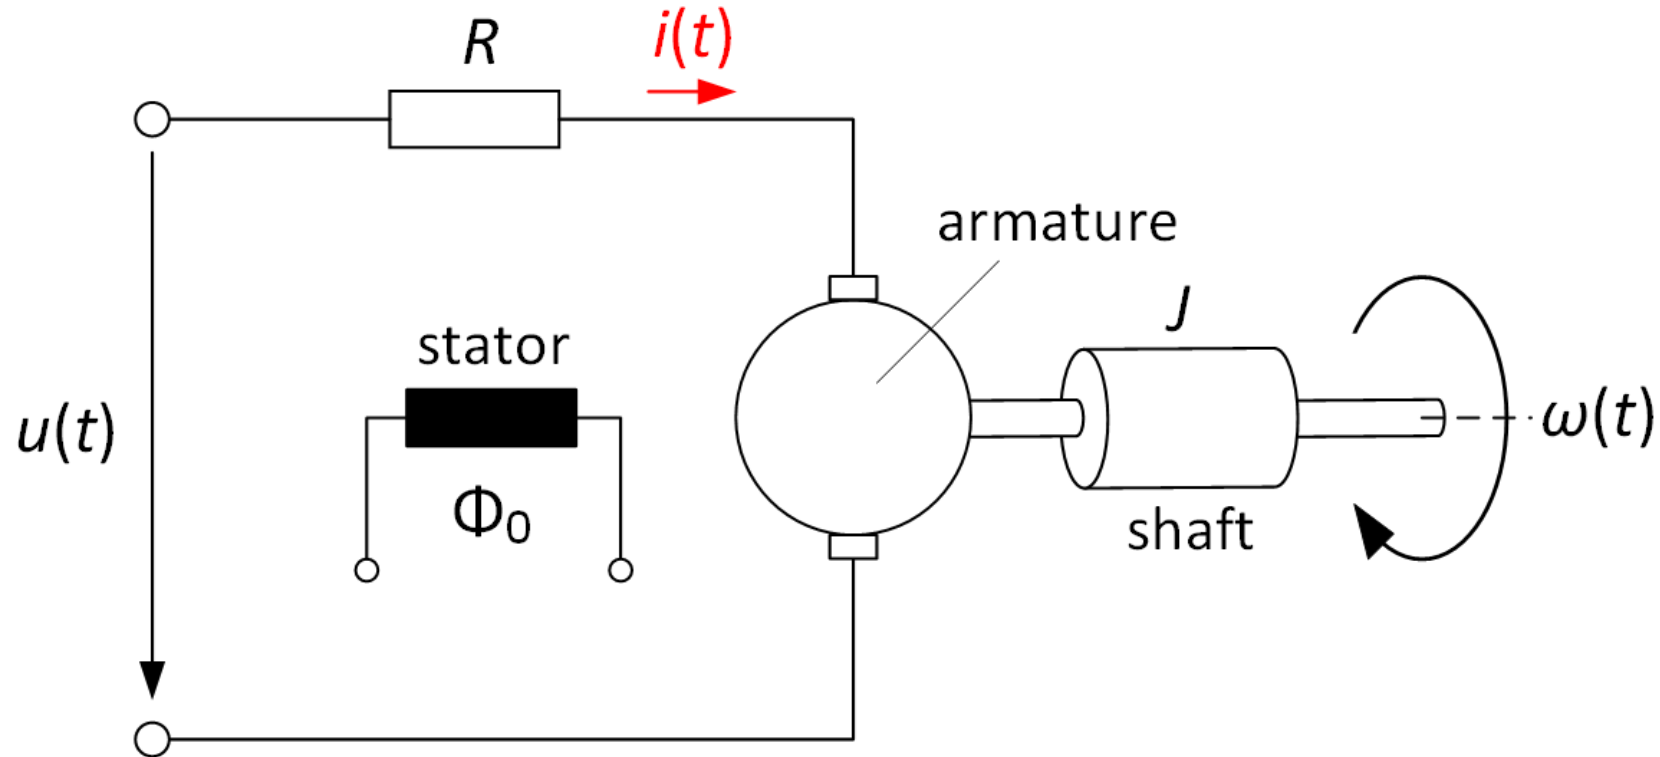 R
i(t)
armature
J
stator
u(t)
ω(t)
Φ₀
shaft